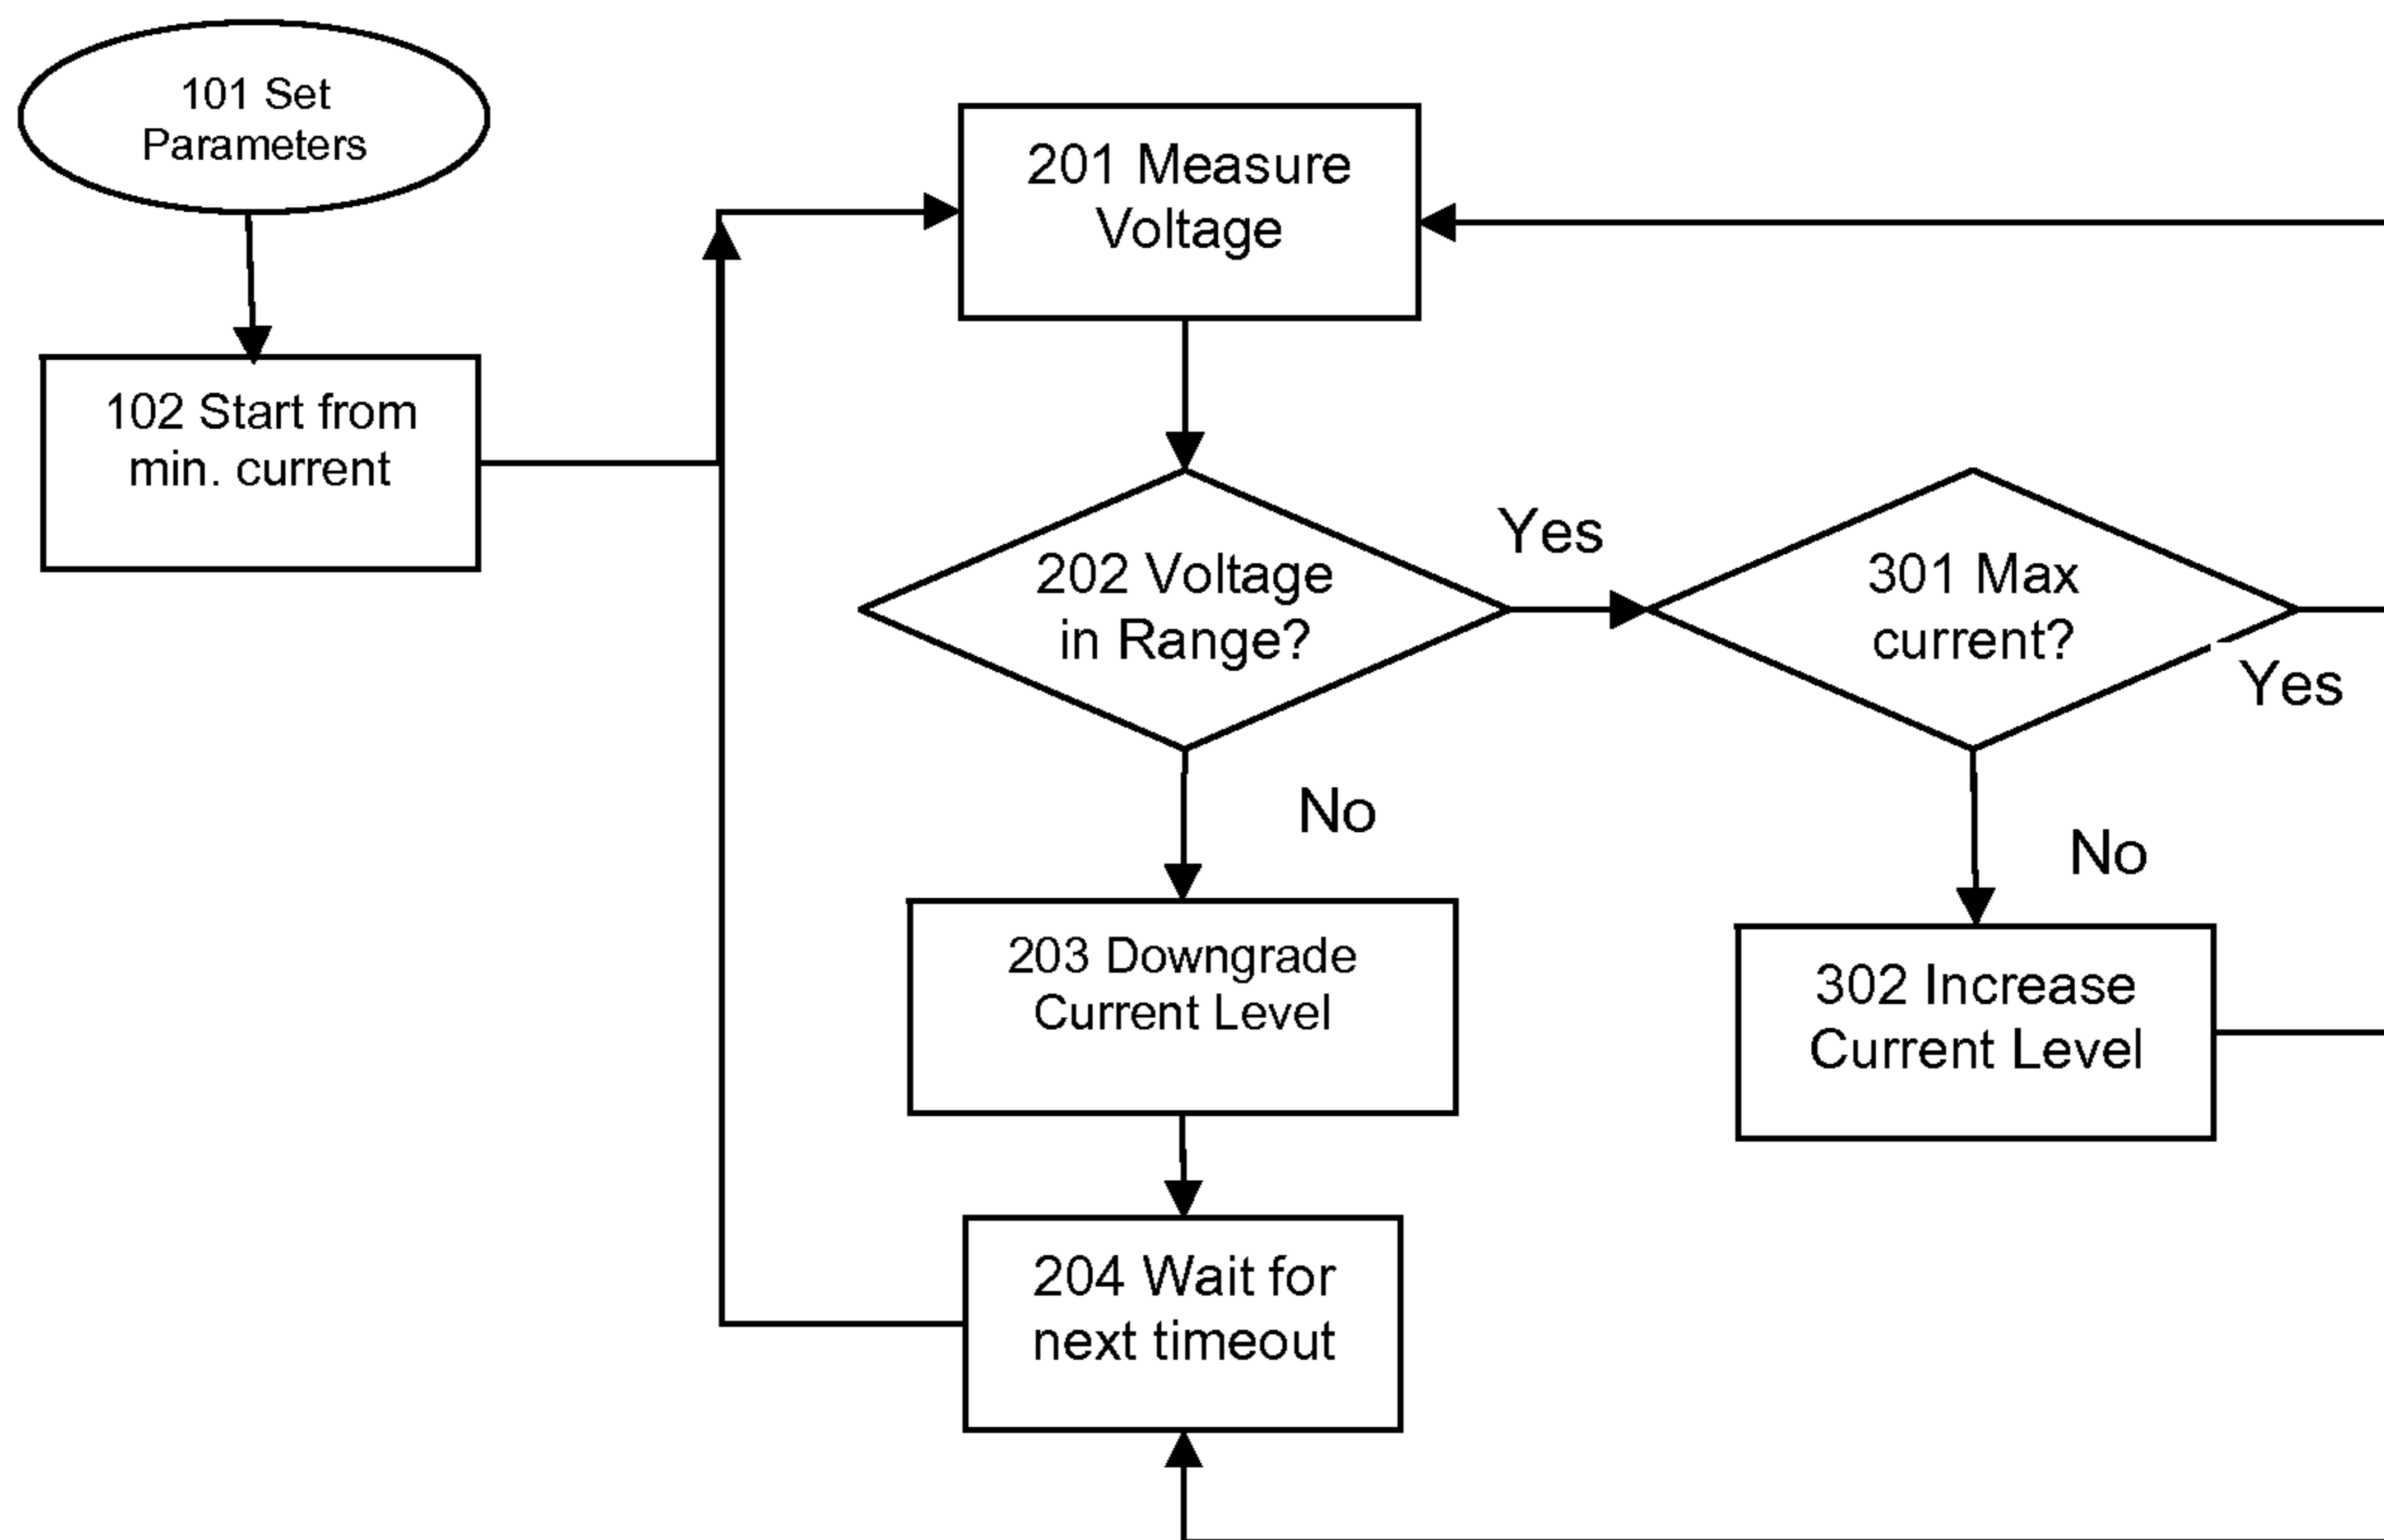 101 Set
Parameters
102 Start from
min. current
201 Measure
Voltage
202 Voltage
in Range?
Yes
301 Max
current?
Yes
No
203 Downgrade
Current Level
No
302 Increase
Current Level
204 Wait for
next timeout